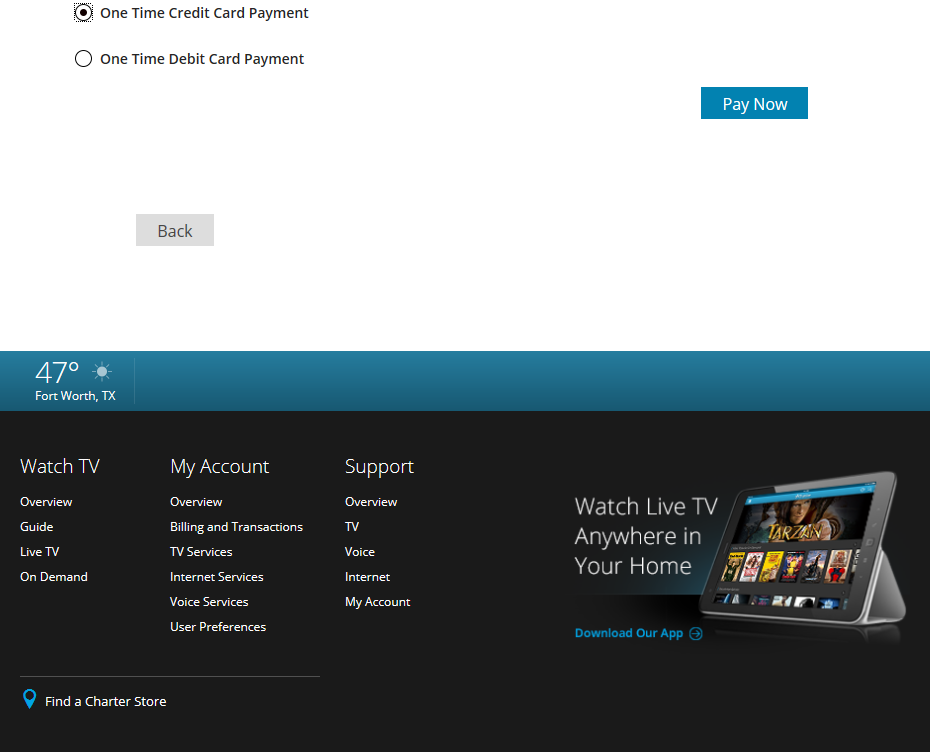 One Time Credit Card Payment
One Time Debit Card Payment
Pay Now
Back
47°
Fort Worth, TX
Watch TV
Overview
Guide
Live TV
On Demand
My Account
Overview
Billing and Transactions
TV Services
Internet Services
Voice Services
User Preferences
Support
Overview
TV
Voice
Internet
My Account
Watch Live TV
Anywhere in
Your Home
TARZAN
Download Our App
Find a Charter Store